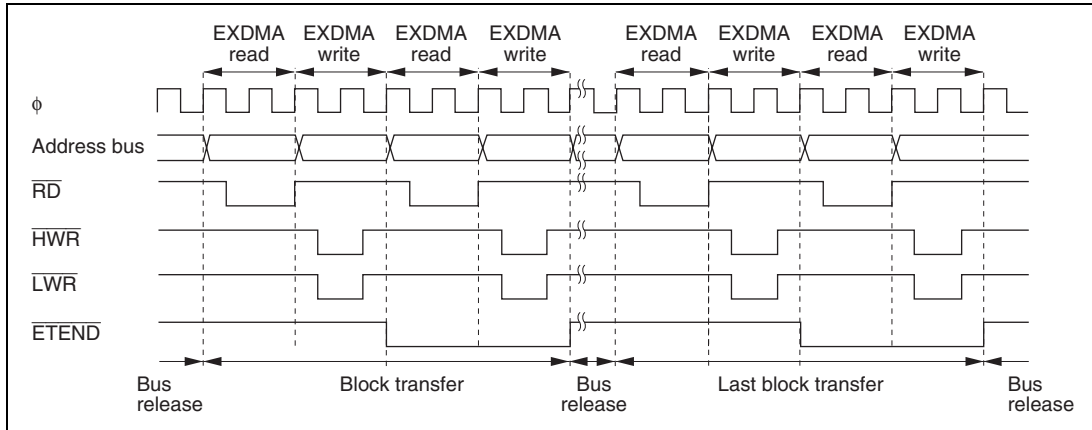 EXDMA EXDMA EXDMA EXDMA EXDMA EXDMA EXDMA EXDMA
read write read write read write read write
ϕ
Address bus
RD
HWR
LWR
ETEND
Bus release
Block transfer
Bus release
Last block transfer
Bus release